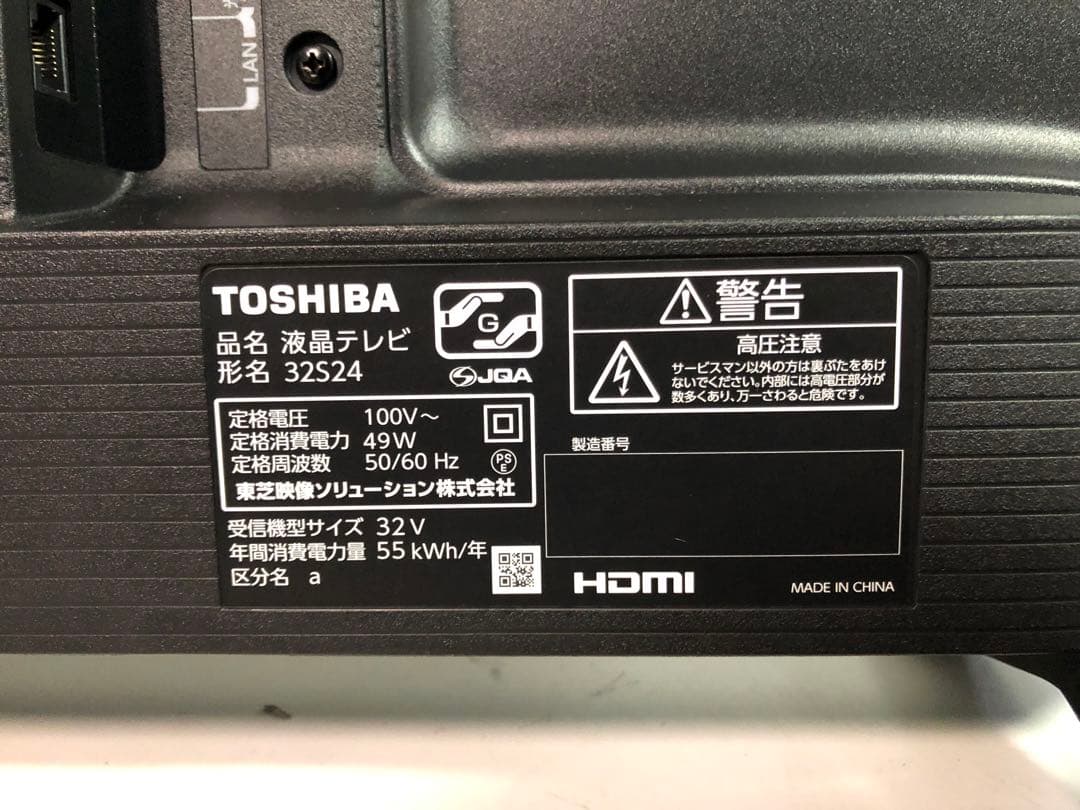 LAN
TOSHIBA
品名 液晶テレビ
形名 32S24
G
JQA
定格電圧 100V～
定格消費電力 49W
定格周波数 50/60 Hz
PS
E
東芝映像ソリューション株式会社
受信機型サイズ 32V
年間消費電力量 55 kWh/年
区分名 a
警告
高圧注意
サービスマン以外の方は裏ぶたをあけ
ないでください。内部には高電圧部分が
数多くあり、万一さわると危険です。
製造番号
HDMI
MADE IN CHINA